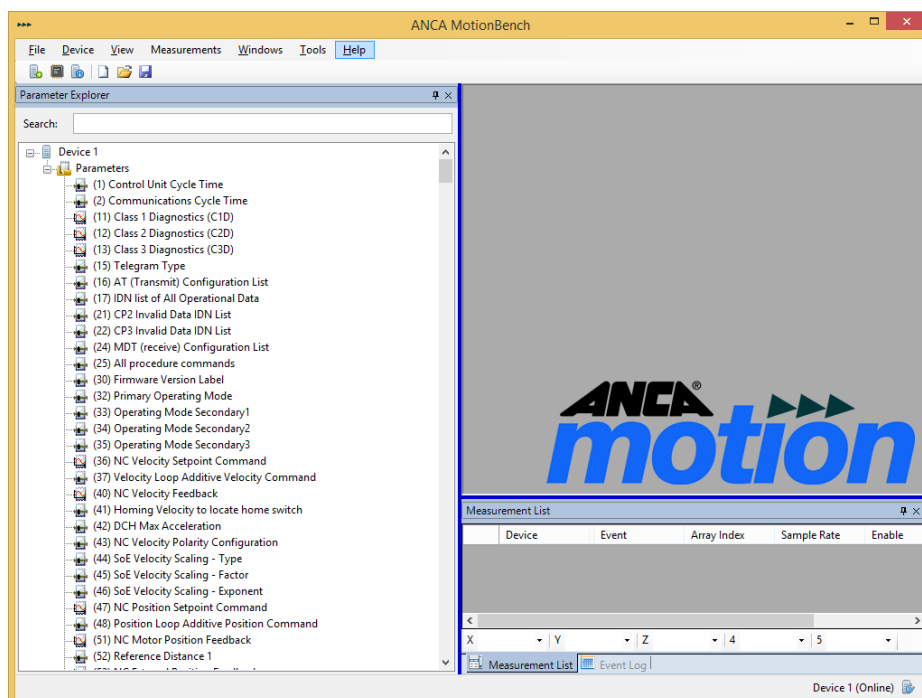 ANCA MotionBench
File Device View Measurements Windows Tools Help
Parameter Explorer
Search:
Device 1
Parameters
(1) Control Unit Cycle Time
(2) Communications Cycle Time
(11) Class 1 Diagnostics (C1D)
(12) Class 2 Diagnostics (C2D)
(13) Class 3 Diagnostics (C3D)
(15) Telegram Type
(16) AT (Transmit) Configuration List
(17) IDN list of All Operational Data
(21) CP2 Invalid Data IDN List
(22) CP3 Invalid Data IDN List
(24) MDT (receive) Configuration List
(25) All procedure commands
(30) Firmware Version Label
(32) Primary Operating Mode
(33) Operating Mode Secondary1
(34) Operating Mode Secondary2
(35) Operating Mode Secondary3
(36) NC Velocity Setpoint Command
(37) Velocity Loop Additive Velocity Command
(40) NC Velocity Feedback
(41) Homing Velocity to locate home switch
(42) DCH Max Acceleration
(43) NC Velocity Polarity Configuration
(44) SoE Velocity Scaling - Type
(45) SoE Velocity Scaling - Factor
(46) SoE Velocity Scaling - Exponent
(47) NC Position Setpoint Command
(48) Position Loop Additive Position Command
(51) NC Motor Position Feedback
(52) Reference Distance 1
ANCA®
motion
Measurement List
Device Event Array Index Sample Rate Enable
X Y Z 4 5
Measurement List Event Log
Device 1 (Online)